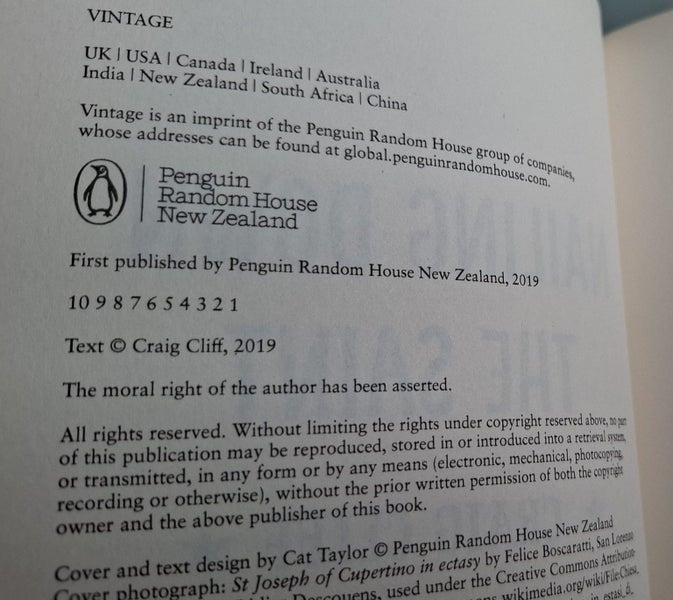 VINTAGE
UK | USA | Canada | Ireland | Australia
India | New Zealand | South Africa | China
Vintage is an imprint of the Penguin Random House group of companies,
whose addresses can be found at global.penguinrandomhouse.com.
Penguin
Random House
New Zealand
First published by Penguin Random House New Zealand, 2019
10 9 8 7 6 5 4 3 2 1
Text © Craig Cliff, 2019
The moral right of the author has been asserted.
All rights reserved. Without limiting the rights under copyright reserved above, no part
of this publication may be reproduced, stored in or introduced into a retrieval system,
or transmitted, in any form or by any means (electronic, mechanical, photocopying,
recording or otherwise), without the prior written permission of both the copyright
owner and the above publisher of this book.
Cover and text design by Cat Taylor © Penguin Random House New Zealand
Cover photograph: St Joseph of Cupertino in ectasy by Felice Boscaratti, San Lorenzo
Descouens, used under the Creative Commons Attribution-
wikimedia.org/wiki/File:Chiesa_